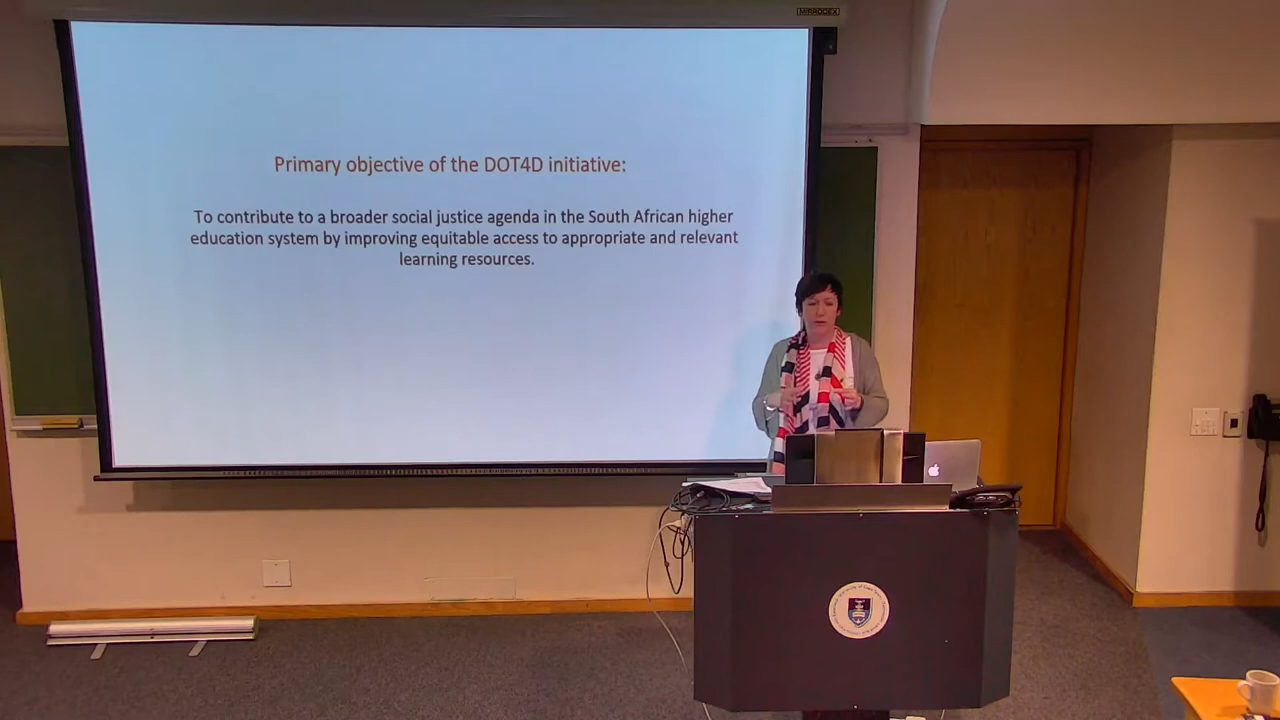 MIRRODEX
Primary objective of the DOT4D initiative:
To contribute to a broader social justice agenda in the South African higher
education system by improving equitable access to appropriate and relevant
learning resources.